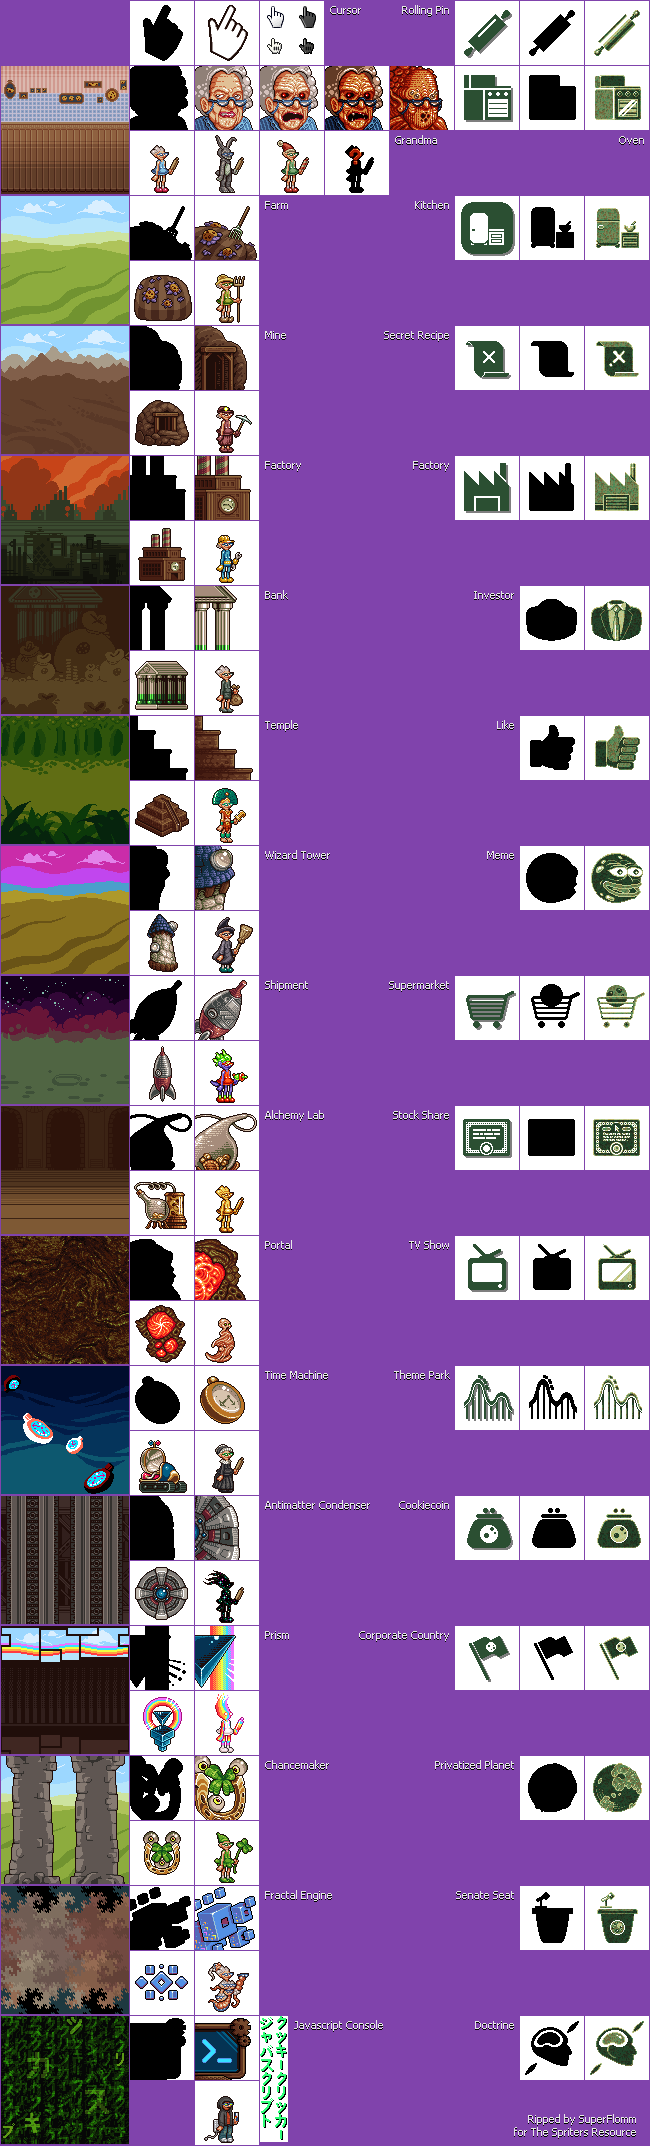 Cursor
Rolling Pin
Grandma
Oven
Farm
Kitchen
Mine
Secret Recipe
Factory
Factory
Bank
Investor
Temple
Like
Wizard Tower
Meme
Shipment
Supermarket
Alchemy Lab
Stock Share
Portal
TV Show
Time Machine
Theme Park
Antimatter Condenser
Cookiecoin
Prism
Corporate Country
Chancemaker
Privatized Planet
Fractal Engine
Senate Seat
クッキークリッカー
ジャバスクリプト
Javascript Console
Doctrine
Ripped by SuperFlomm
for The Spriters Resource